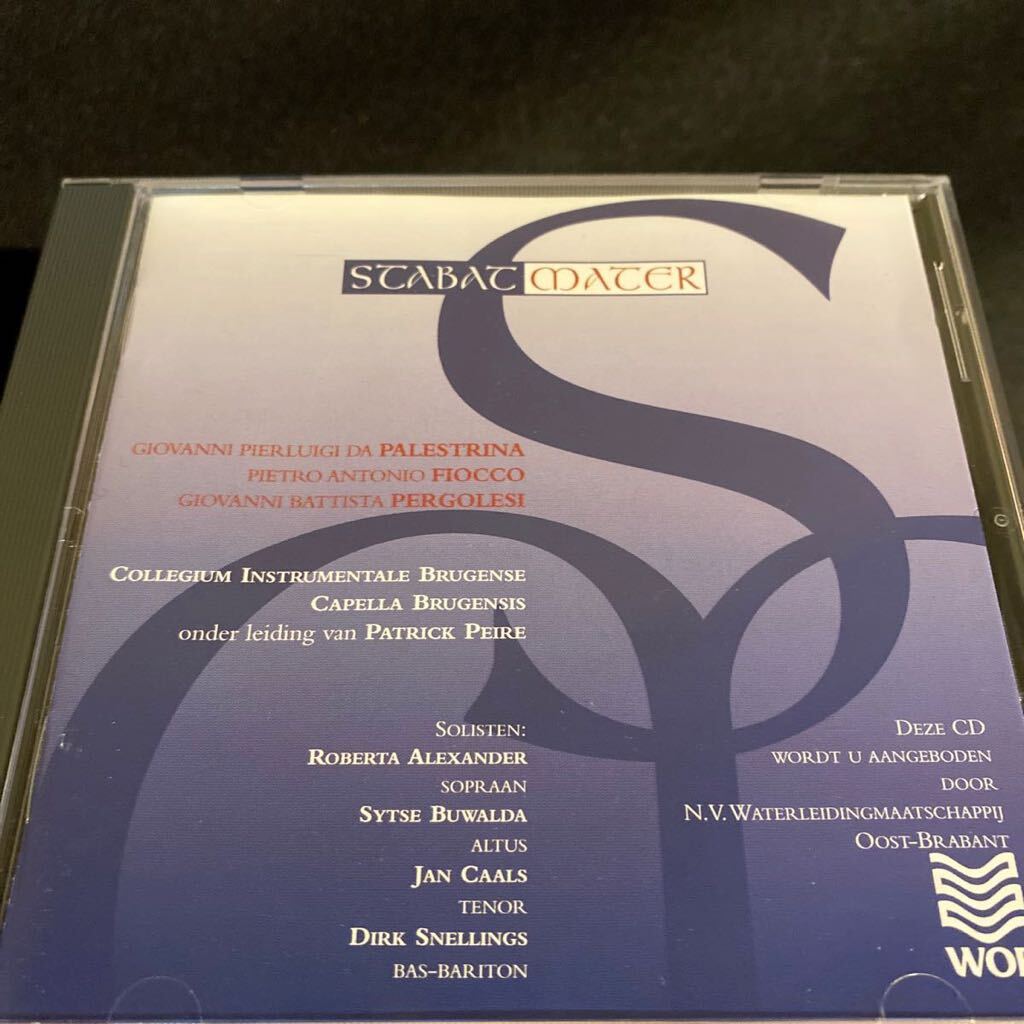 STABAT MATER
GIOVANNI PIERLUIGI DA PALESTRINA
PIETRO ANTONIO FIOCCO
GIOVANNI BATTISTA PERGOLESI
COLLEGIUM INSTRUMENTALE BRUGENSE
CAPELLA BRUGENSIS
onder leiding van PATRICK PEIRE
SOLISTEN:
ROBERTA ALEXANDER
SOPRAAN
SYTSE BUWALDA
ALTUS
JAN CAALS
TENOR
DIRK SNELLINGS
BAS-BARITON
DEZE CD
WORDT U AANGEBODEN
DOOR
N.V. WATERLEIDINGMAATSCHAPPIJ
OOST-BRABANT